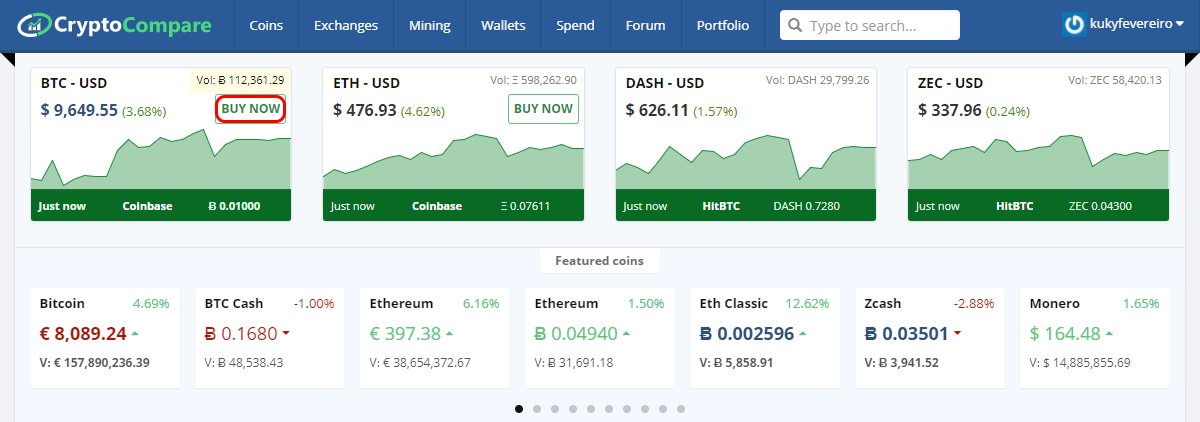 CryptoCompare Coins Exchanges Mining Wallets Spend Forum Portfolio Type to search... kukyfevereiro
BTC - USD Vol: Ƀ 112,361.29
$ 9,649.55 (3.68%) BUY NOW
Just now Coinbase Ƀ 0.01000
ETH - USD Vol: Ξ 598,262.90
$ 476.93 (4.62%) BUY NOW
Just now Coinbase Ξ 0.07611
DASH - USD Vol: DASH 29,799.26
$ 626.11 (1.57%)
Just now HitBTC DASH 0.7280
ZEC - USD Vol: ZEC 58,420.13
$ 337.96 (0.24%)
Just now HitBTC ZEC 0.04300
Featured coins
Bitcoin 4.69%
€ 8,089.24
V: € 157,890,236.39
BTC Cash -1.00%
Ƀ 0.1680
V: Ƀ 48,538.43
Ethereum 6.16%
€ 397.38
V: € 38,654,372.67
Ethereum 1.50%
Ƀ 0.04940
V: Ƀ 31,691.18
Eth Classic 12.62%
Ƀ 0.002596
V: Ƀ 5,858.91
Zcash -2.88%
Ƀ 0.03501
V: Ƀ 3,941.52
Monero 1.65%
$ 164.48
V: $ 14,885,855.69